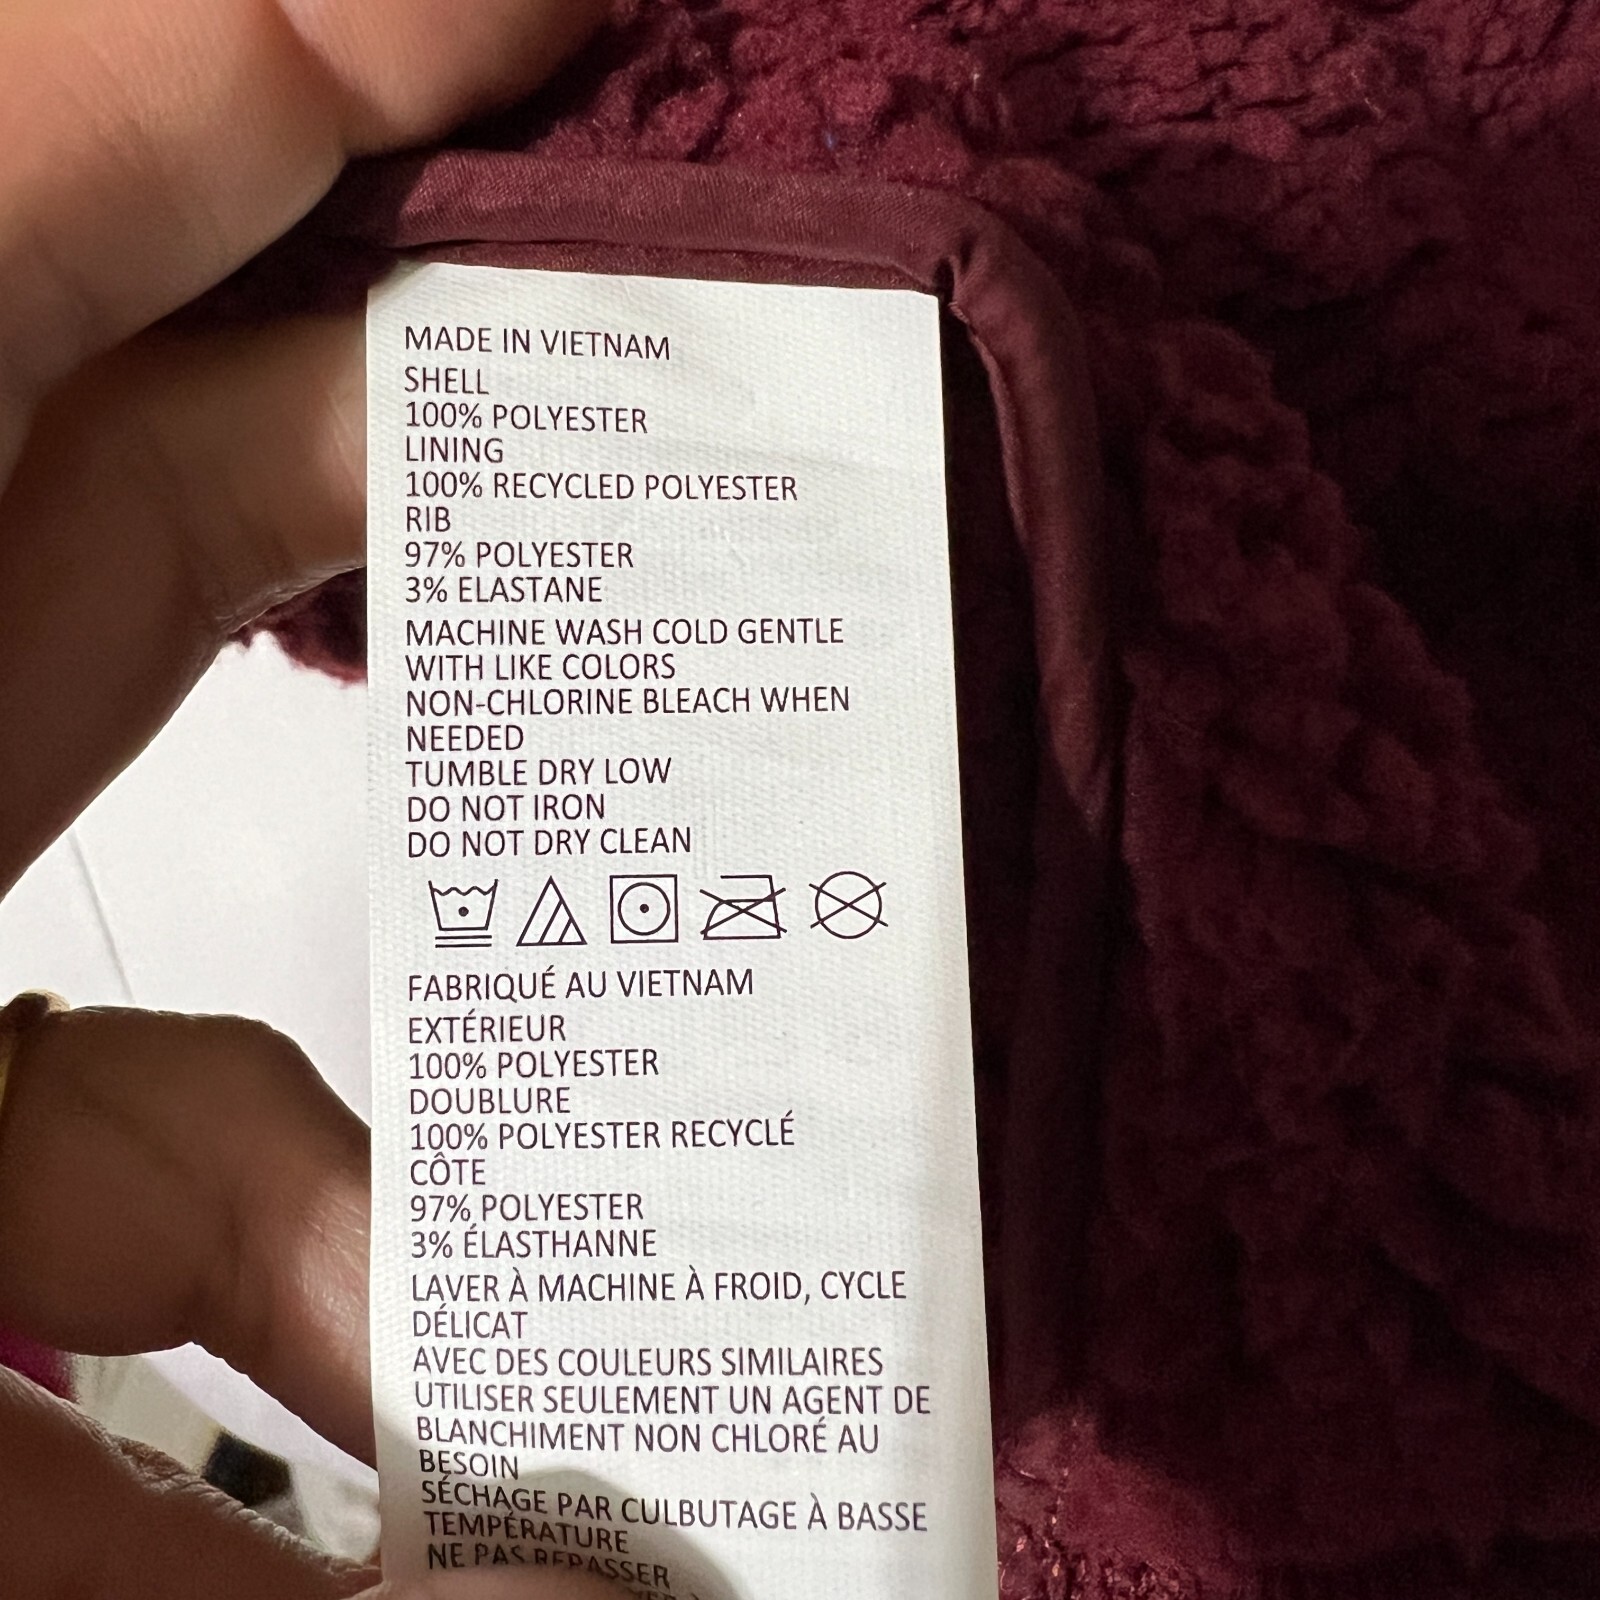 MADE IN VIETNAM
SHELL
100% POLYESTER
LINING
100% RECYCLED POLYESTER
RIB
97% POLYESTER
3% ELASTANE
MACHINE WASH COLD GENTLE
WITH LIKE COLORS
NON-CHLORINE BLEACH WHEN
NEEDED
TUMBLE DRY LOW
DO NOT IRON
DO NOT DRY CLEAN
FABRIQUÉ AU VIETNAM
EXTÉRIEUR
100% POLYESTER
DOUBLURE
100% POLYESTER RECYCLÉ
CÔTE
97% POLYESTER
3% ÉLASTHANNE
LAVER À MACHINE À FROID, CYCLE
DÉLICAT
AVEC DES COULEURS SIMILAIRES
UTILISER SEULEMENT UN AGENT DE
BLANCHIMENT NON CHLORÉ AU
BESOIN
SÉCHAGE PAR CULBUTAGE À BASSE
TEMPÉRATURE
NE PAS REPASSER